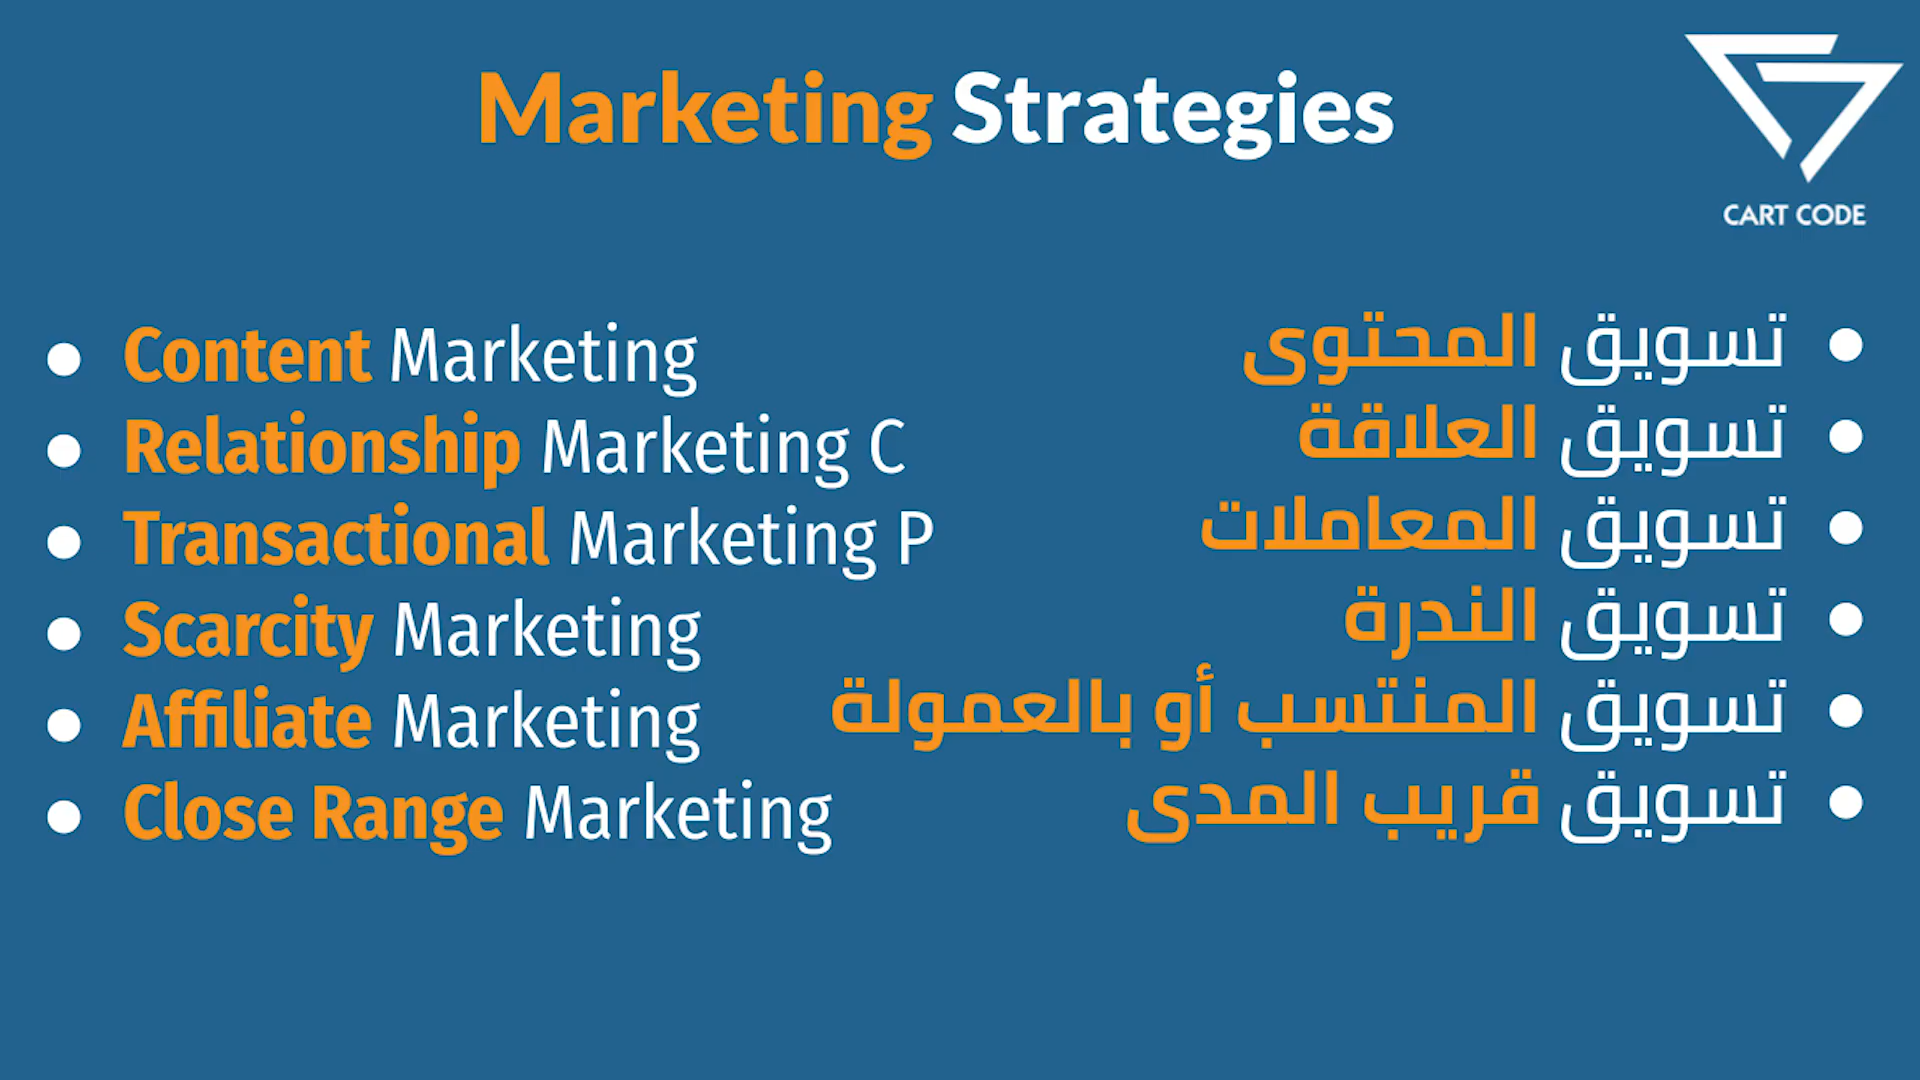 Marketing Strategies
CART CODE
● Content Marketing
● Relationship Marketing C
● Transactional Marketing P
● Scarcity Marketing
● Affiliate Marketing
● Close Range Marketing
● تسويق المحتوى
● تسويق العلاقة
● تسويق المعاملات
● تسويق الندرة
● تسويق المنتسب أو بالعمولة
● تسويق قريب المدى